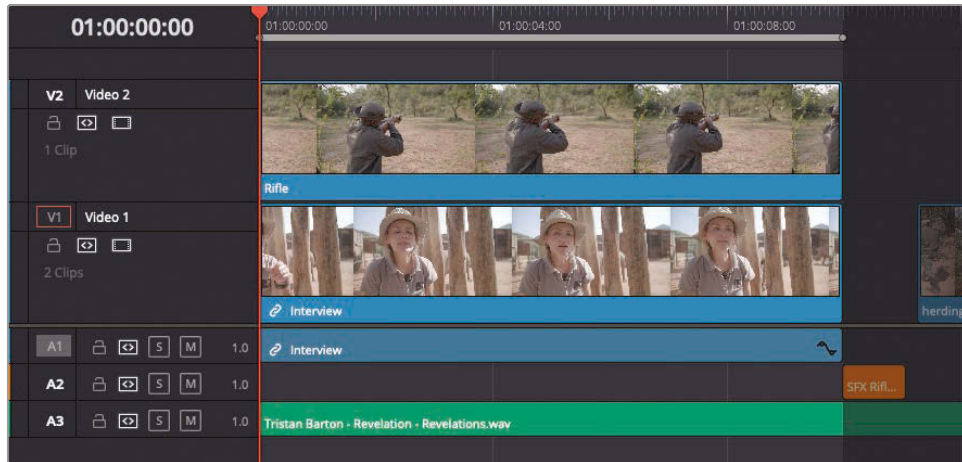 01:00:00:00
01:00:00:00 01:00:04:00 01:00:08:00
V2 Video 2
1 Clip
Rifle
V1 Video 1
2 Clips
Interview
herding
A1 S M 1.0 Interview
A2 S M 1.0 SFX Rifl...
A3 S M 1.0 Tristan Barton - Revelation - Revelations.wav